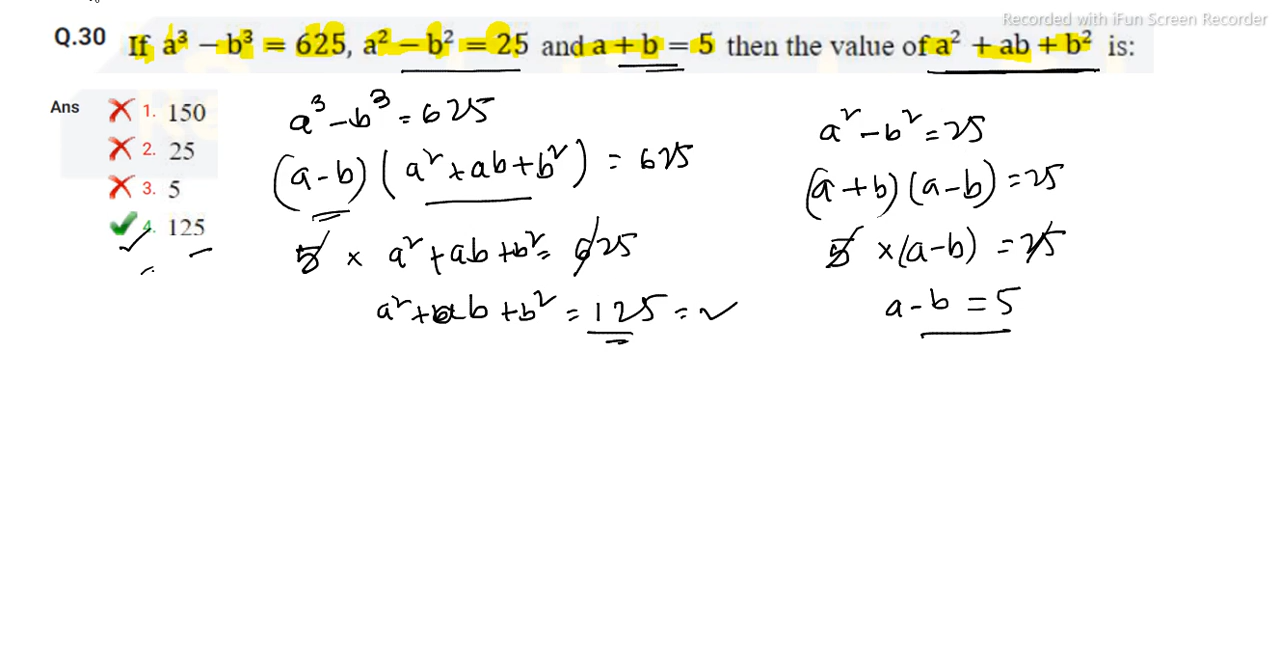 Recorded with iFun Screen Recorder
Q.30 If a³ – b³ = 625, a² – b² = 25 and a + b = 5 then the value of a² + ab + b² is:
Ans 1. 150
2. 25
3. 5
4. 125
a³ - b³ = 625
(a-b) (a² + ab + b²) = 625
5 × a² + ab + b² = 625
a² + ab + b² = 125 =
a² - b² = 25
(a + b) (a - b) = 25
5 × (a - b) = 25
a - b = 5